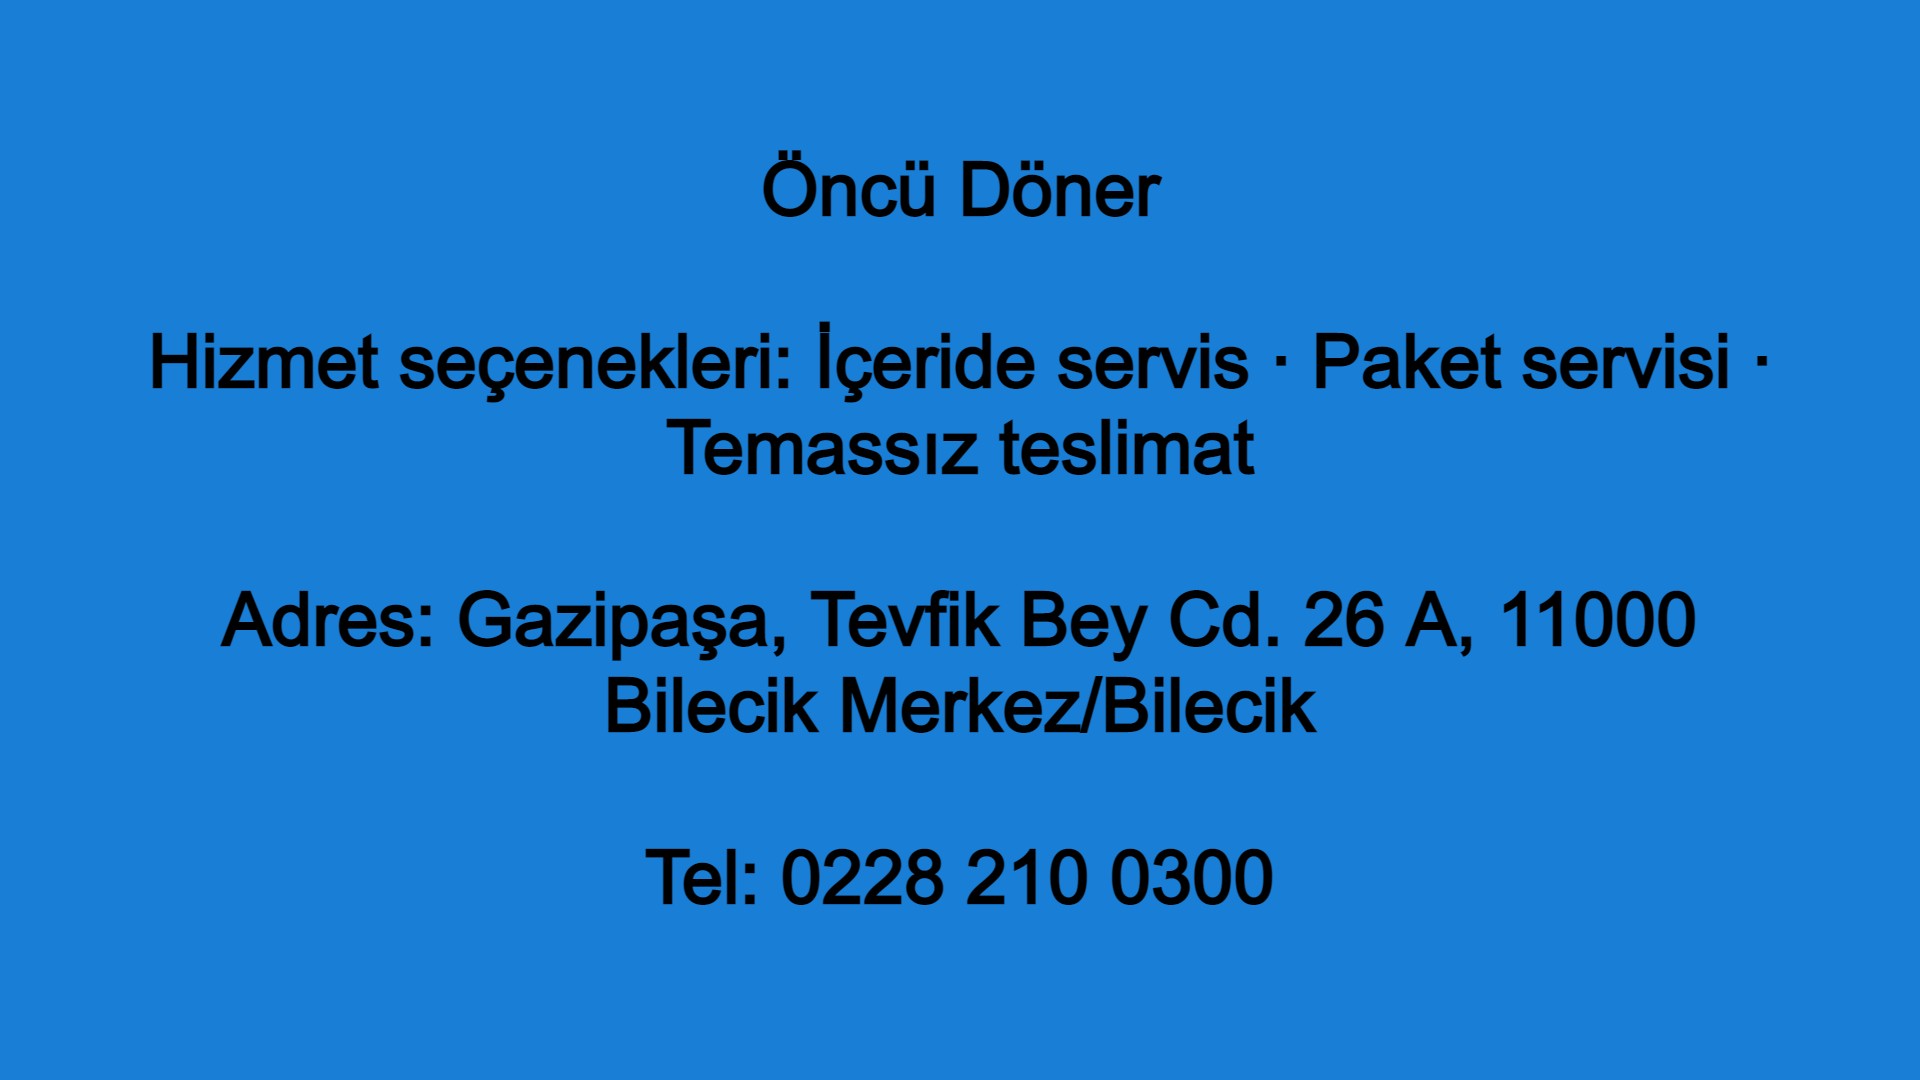 Öncü Döner
Hizmet seçenekleri: İçeride servis · Paket servisi ·
Temassız teslimat
Adres: Gazipaşa, Tevfik Bey Cd. 26 A, 11000
Bilecik Merkez/Bilecik
Tel: 0228 210 0300